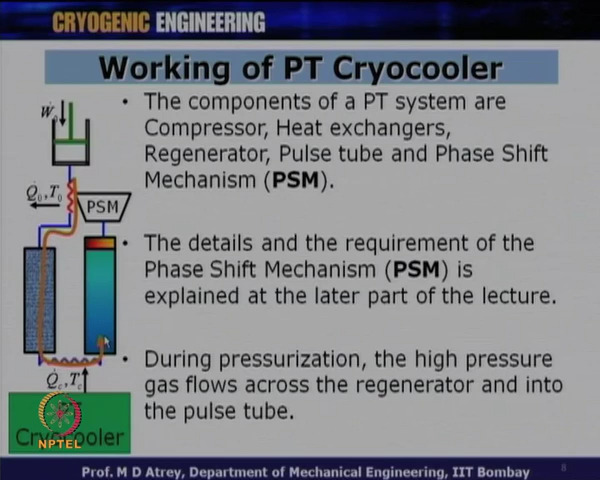 CRYOGENIC ENGINEERING
Working of PT Cryocooler
• The components of a PT system are
Compressor, Heat exchangers,
Regenerator, Pulse tube and Phase Shift
Mechanism (PSM).
• The details and the requirement of the
Phase Shift Mechanism (PSM) is
explained at the later part of the lecture.
• During pressurization, the high pressure
gas flows across the regenerator and into
the pulse tube.
Q̇₀,T₀
PSM
Cryocooler
NPTEL
Prof. M D Atrey, Department of Mechanical Engineering, IIT Bombay
8